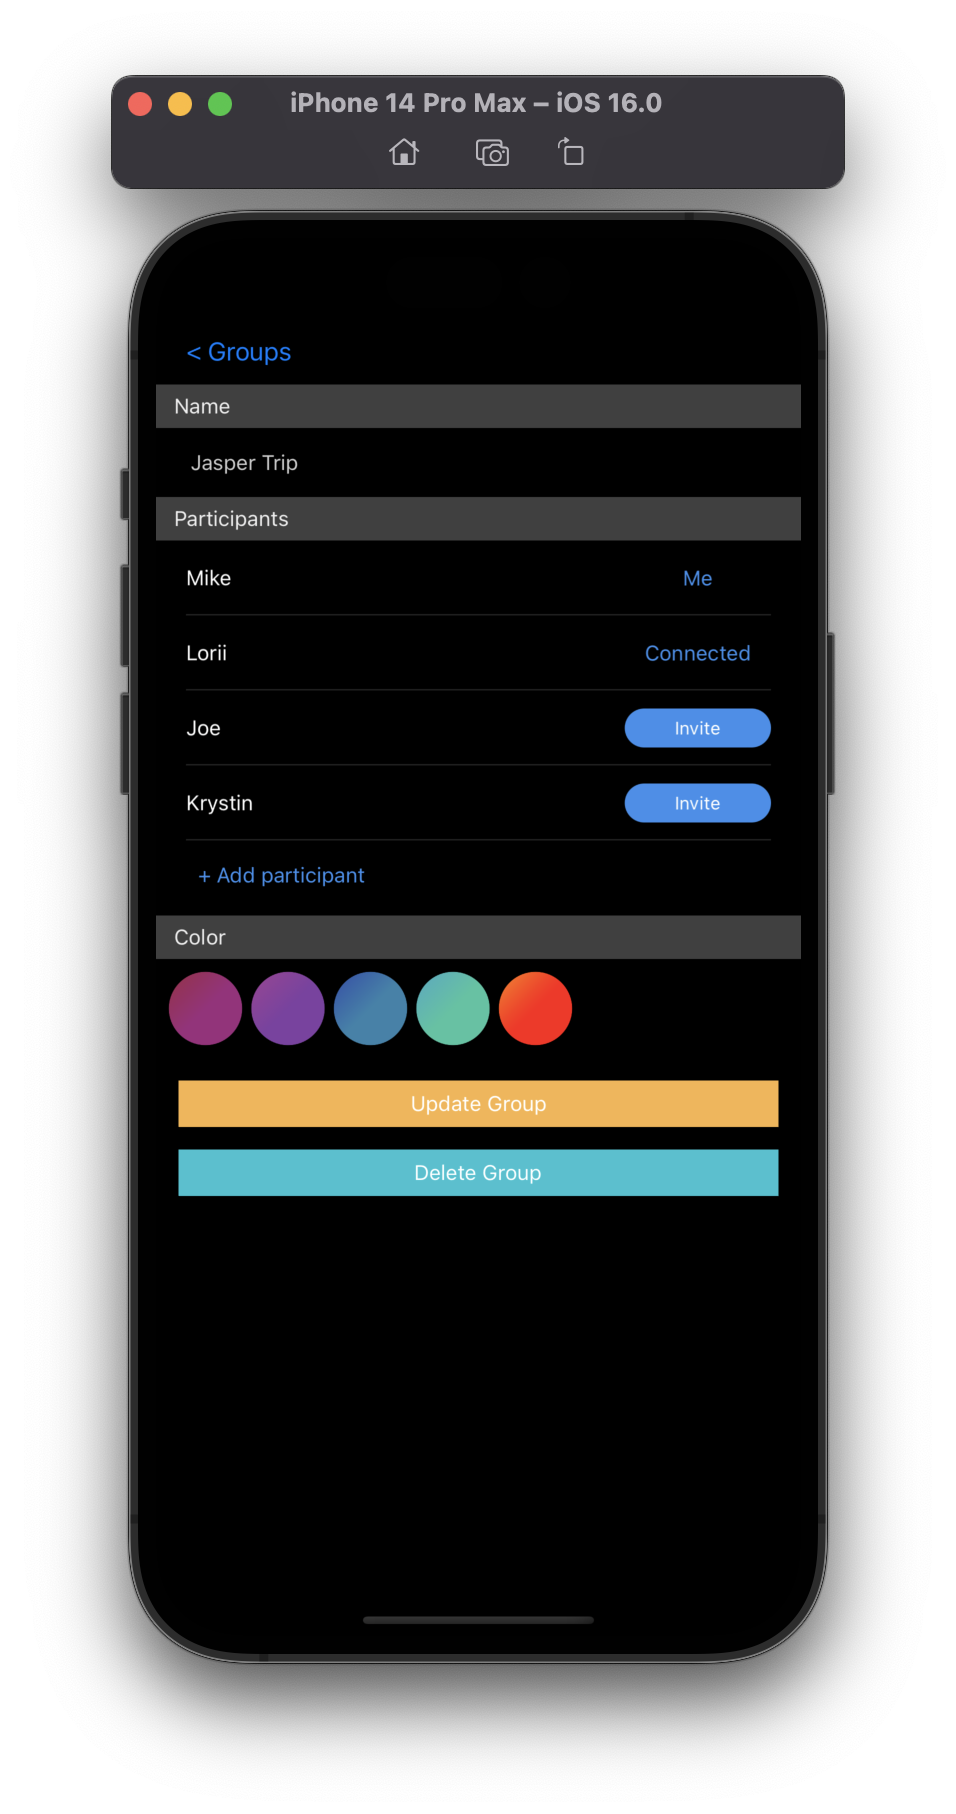 iPhone 14 Pro Max – iOS 16.0
< Groups
Name
Jasper Trip
Participants
Mike Me
Lorii Connected
Joe Invite
Krystin Invite
+ Add participant
Color
Update Group
Delete Group